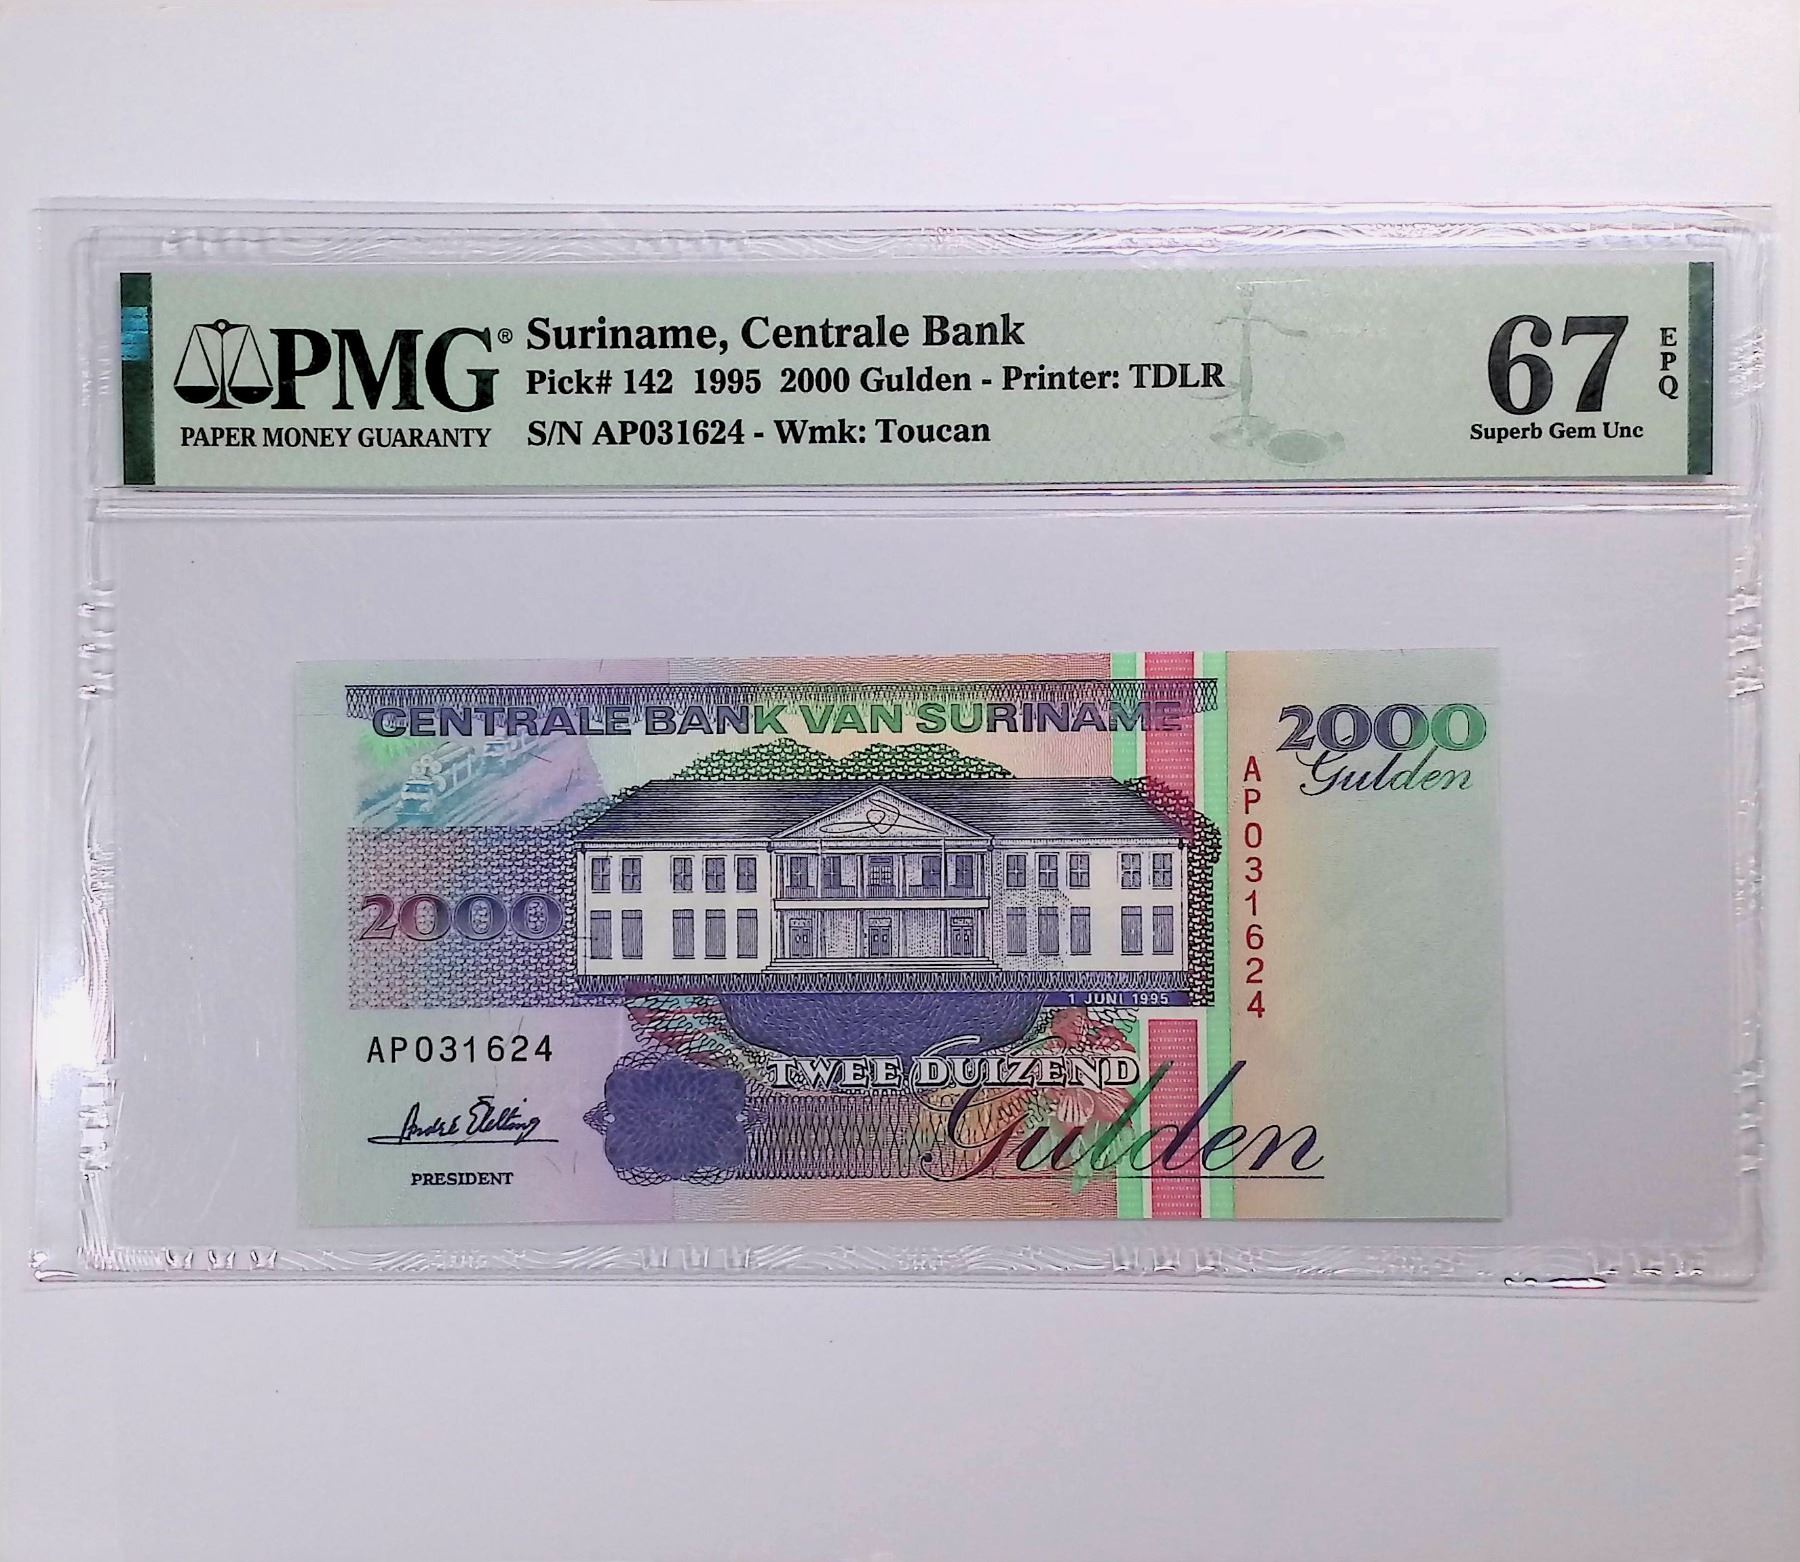 PMG®
PAPER MONEY GUARANTY
Suriname, Centrale Bank
Pick# 142 1995 2000 Gulden - Printer: TDLR
S/N AP031624 - Wmk: Toucan
67
EPQ
Superb Gem Unc
CENTRALE BANK VAN SURINAME
2000
Gulden
AP031624
2000
1 JUNI 1995
AP031624
TWEE DUIZEND
Gulden
PRESIDENT